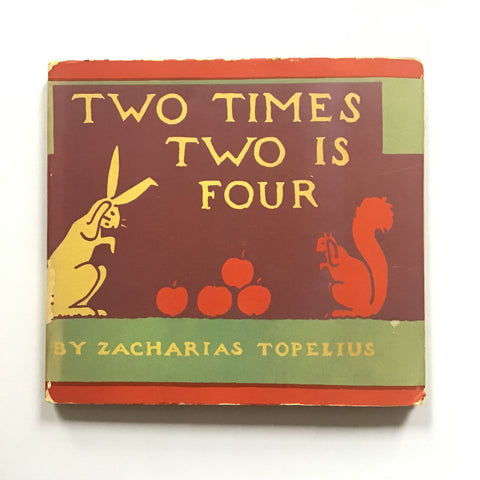 TWO TIMES
TWO IS
FOUR
BY ZACHARIAS TOPELIUS